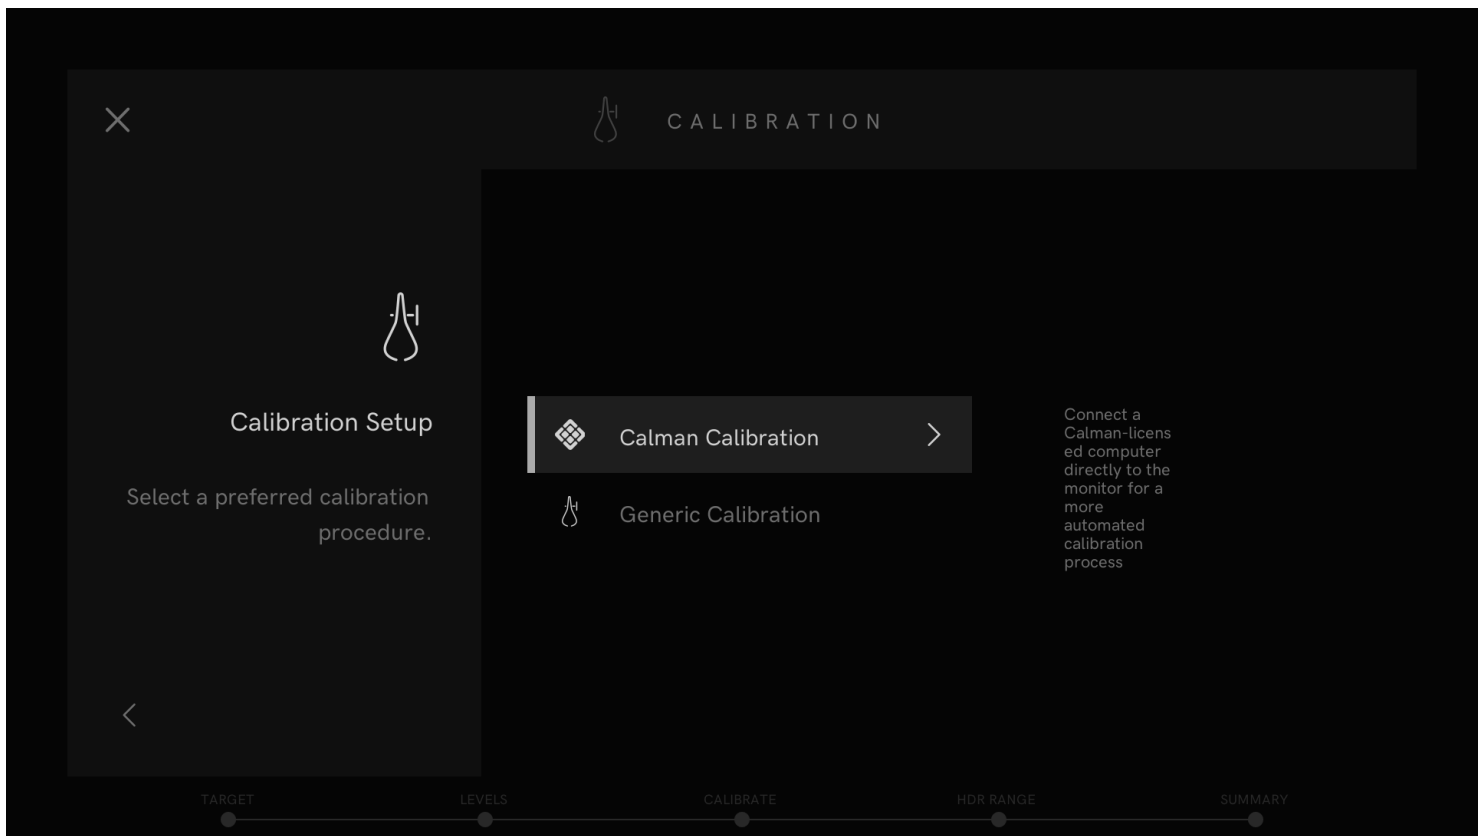 CALIBRATION
Calibration Setup
Select a preferred calibration
procedure.
Calman Calibration
Generic Calibration
Connect a
Calman-licens
ed computer
directly to the
monitor for a
more
automated
calibration
process
TARGET
LEVELS
CALIBRATE
HDR RANGE
SUMMARY